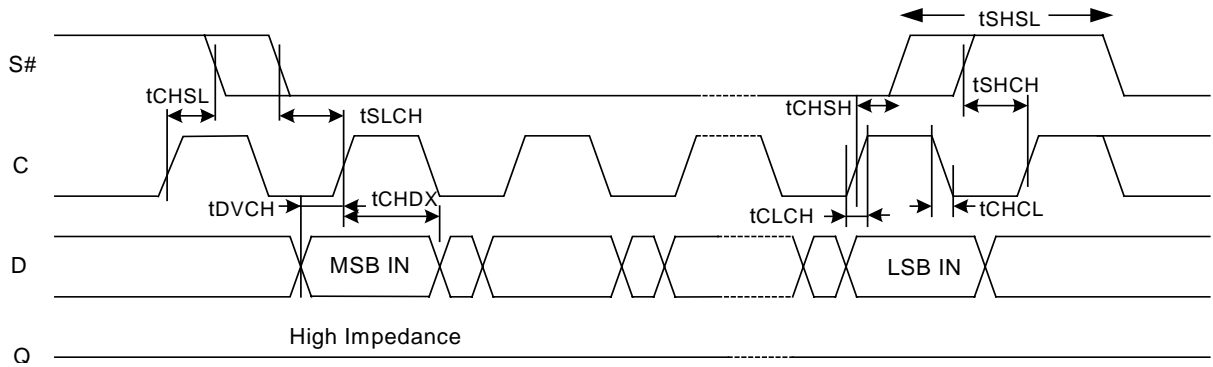 tSHSL
S#
tCHSL
tSLCH
tCHSH
tSHCH
C
tDVCH
tCHDX
tCLCH
tCHCL
D
MSB IN
LSB IN
High Impedance
Q